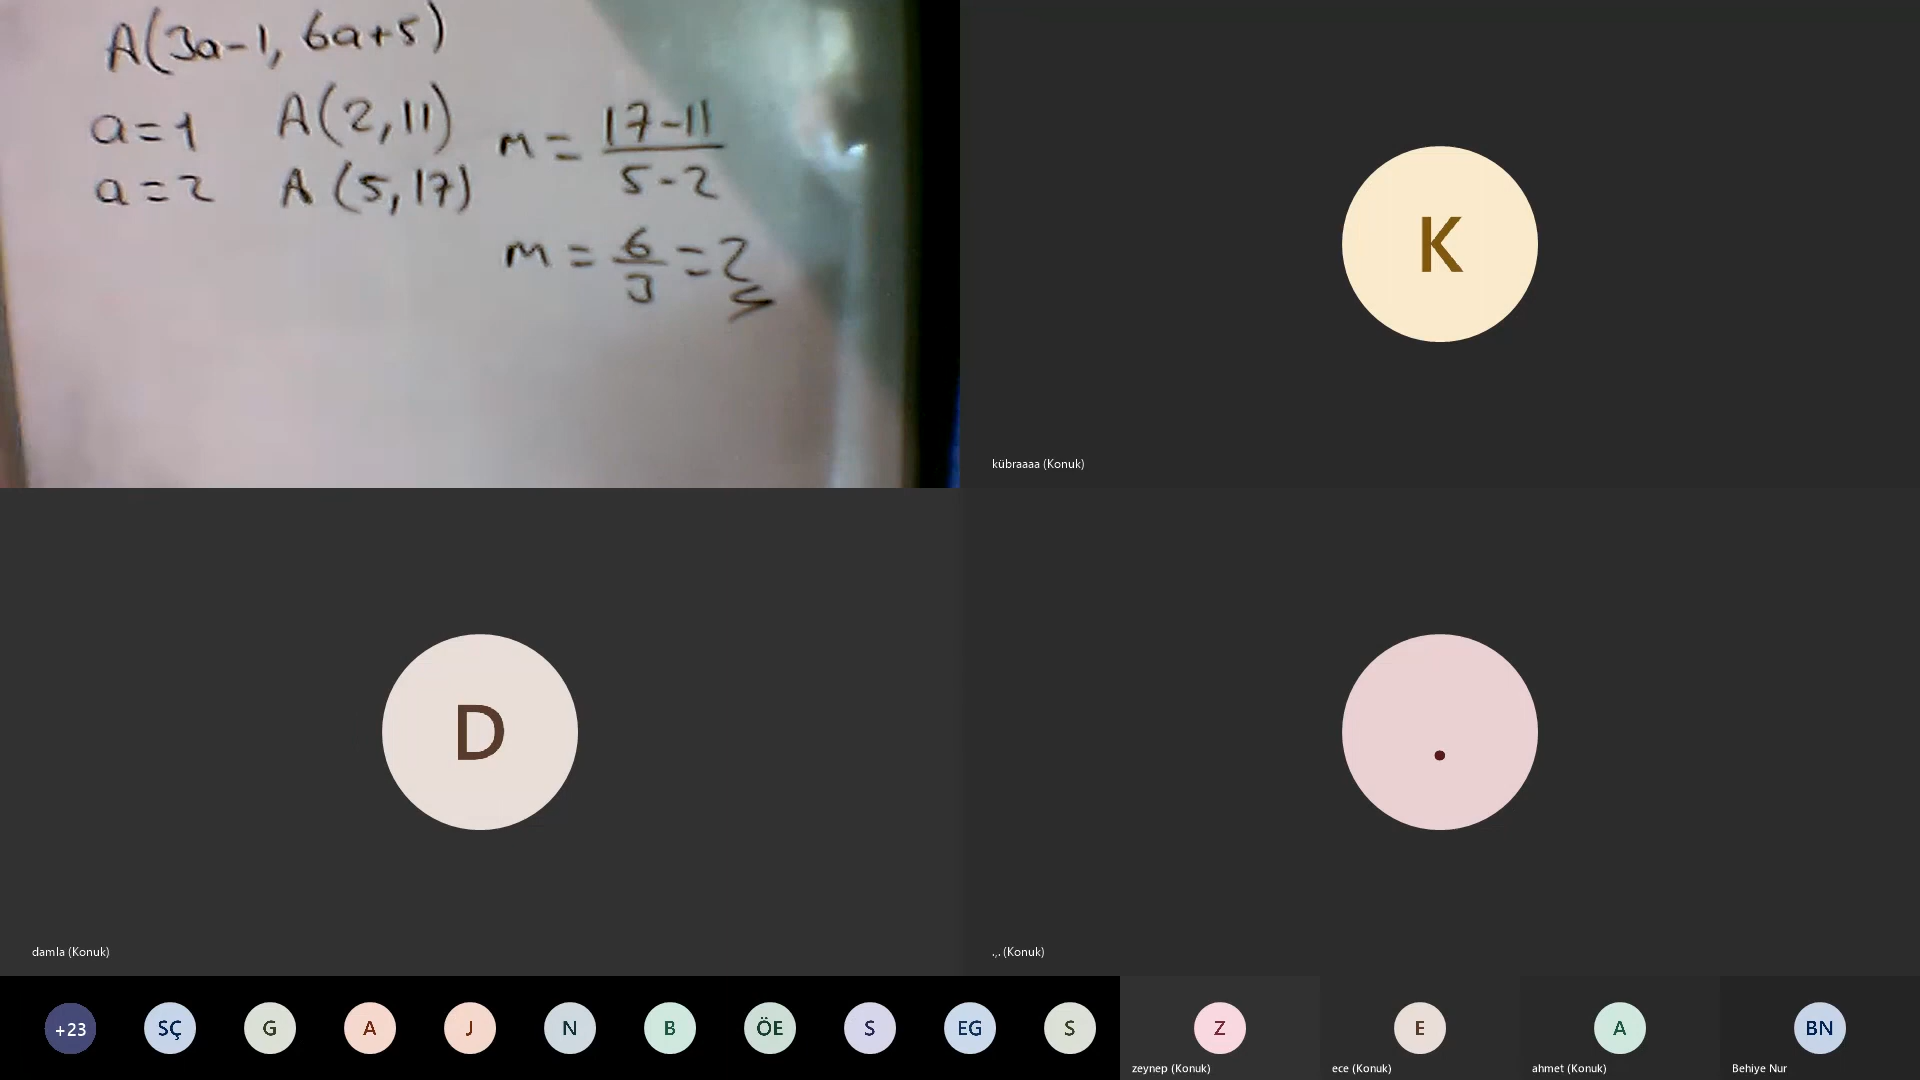 A(3a-1, 6a+5)
a=1 A(2,11) m= 17-11 / 5-2
a=2 A(5,17)
m = 6/3 = 2
K
kübraaaa (Konuk)
D
damla (Konuk)
.
.,. (Konuk)
+23 SÇ G A J N B ÖE S EG S Z E A BN
zeynep (Konuk) ece (Konuk) ahmet (Konuk) Behiye Nur